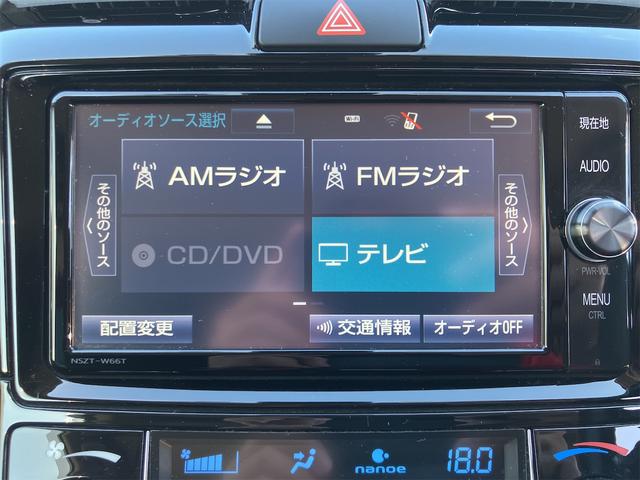 オーディオソース選択
Wi-Fi
現在地
AMラジオ
FMラジオ
AUDIO
その他のソース
その他のソース
CD/DVD
テレビ
PWR・VOL
MENU
CTRL
配置変更
交通情報
オーディオOFF
NSZT-W66T
nanoe
18.0